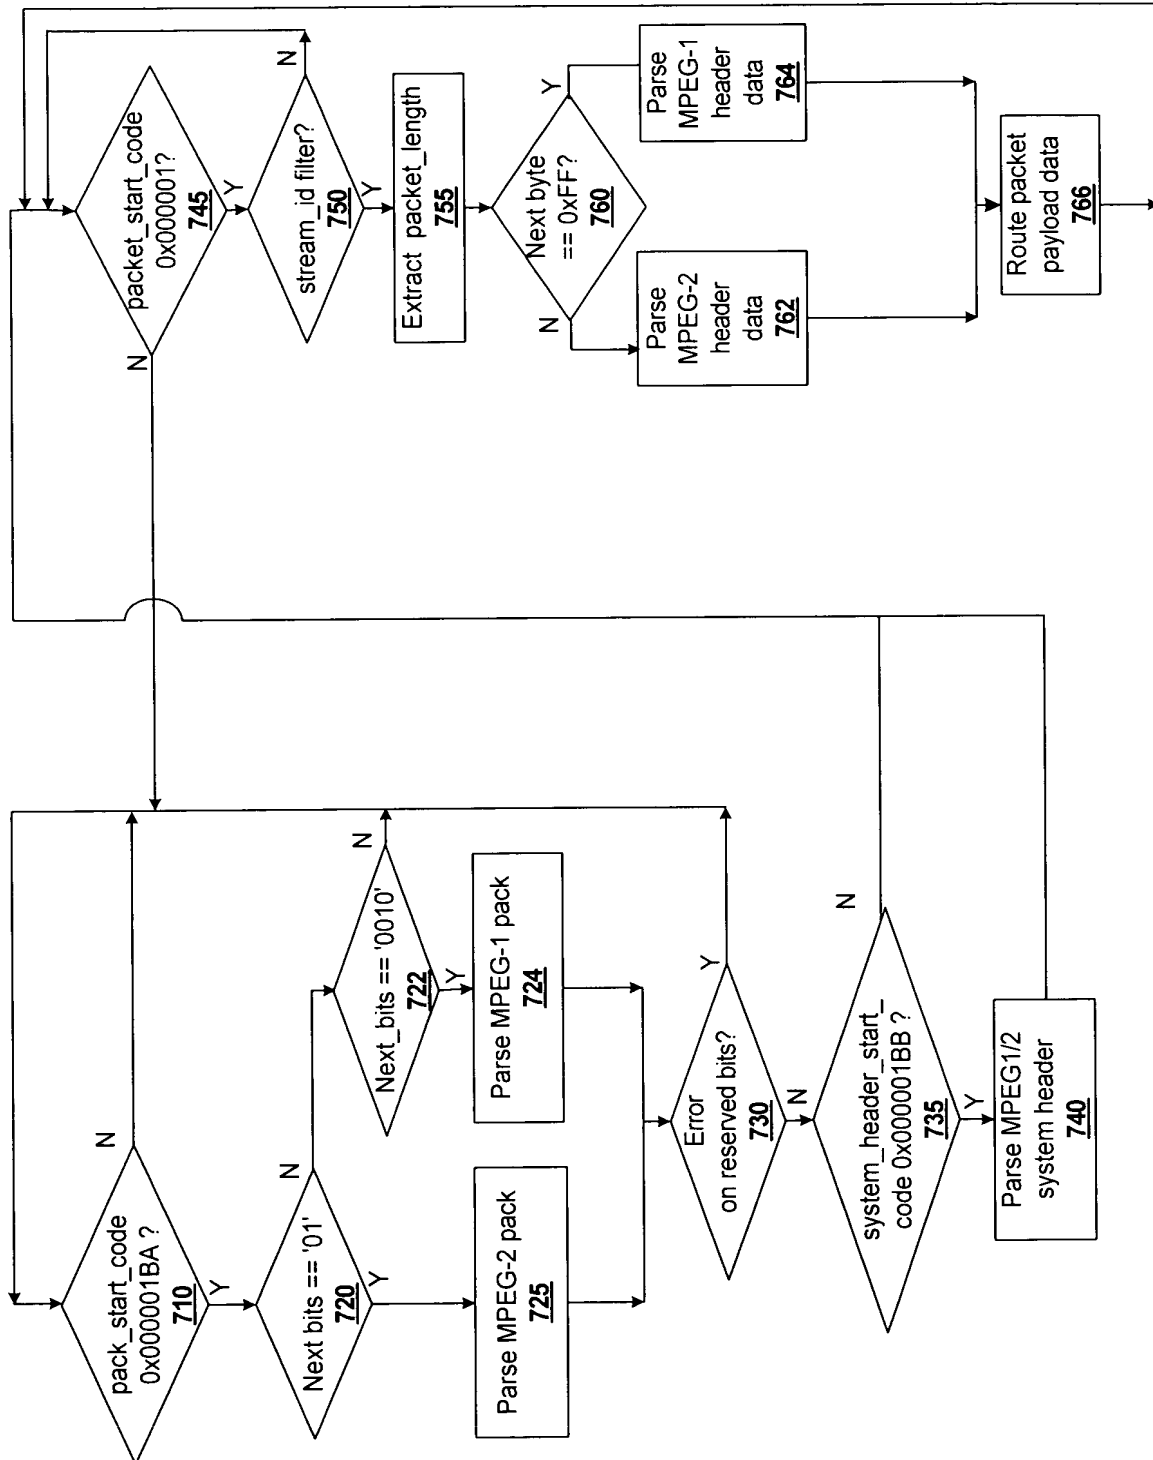 pack_start_code
0x000001BA ?
710
N
Y
Next bits == '01'
720
N
Y
Next_bits == '0010'
722
N
Y
Parse MPEG-2 pack
725
Parse MPEG-1 pack
724
Error
on reserved bits?
730
Y
N
system_header_start_
code 0x000001BB ?
735
N
Y
Parse MPEG1/2
system header
740
packet_start_code
0x000001?
745
N
Y
stream_id filter?
750
N
Y
Extract packet_length
755
Next byte
== 0xFF?
760
N
Y
Parse
MPEG-2
header
data
762
Parse
MPEG-1
header
data
764
Route packet
payload data
766